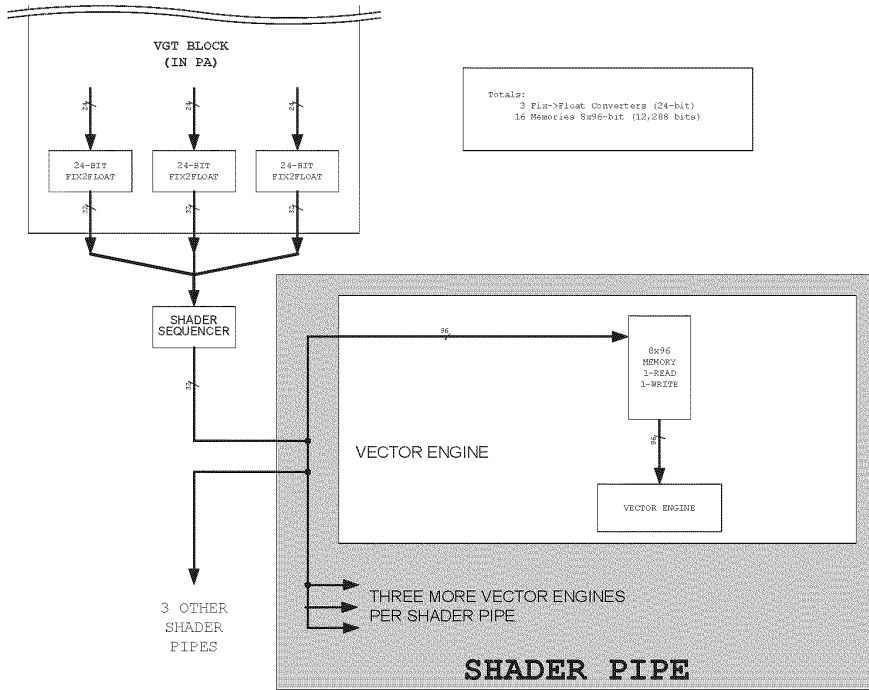 VGT BLOCK
(IN PA)
24
24
24
24-BIT
FIX2FLOAT
24-BIT
FIX2FLOAT
24-BIT
FIX2FLOAT
32
32
32
Totals:
3 Fix->Float Converters (24-bit)
16 Memories 8x96-bit (12,288 bits)
SHADER
SEQUENCER
32
96
8x96
MEMORY
1-READ
1-WRITE
96
VECTOR ENGINE
VECTOR ENGINE
3 OTHER
SHADER
PIPES
THREE MORE VECTOR ENGINES
PER SHADER PIPE
SHADER PIPE